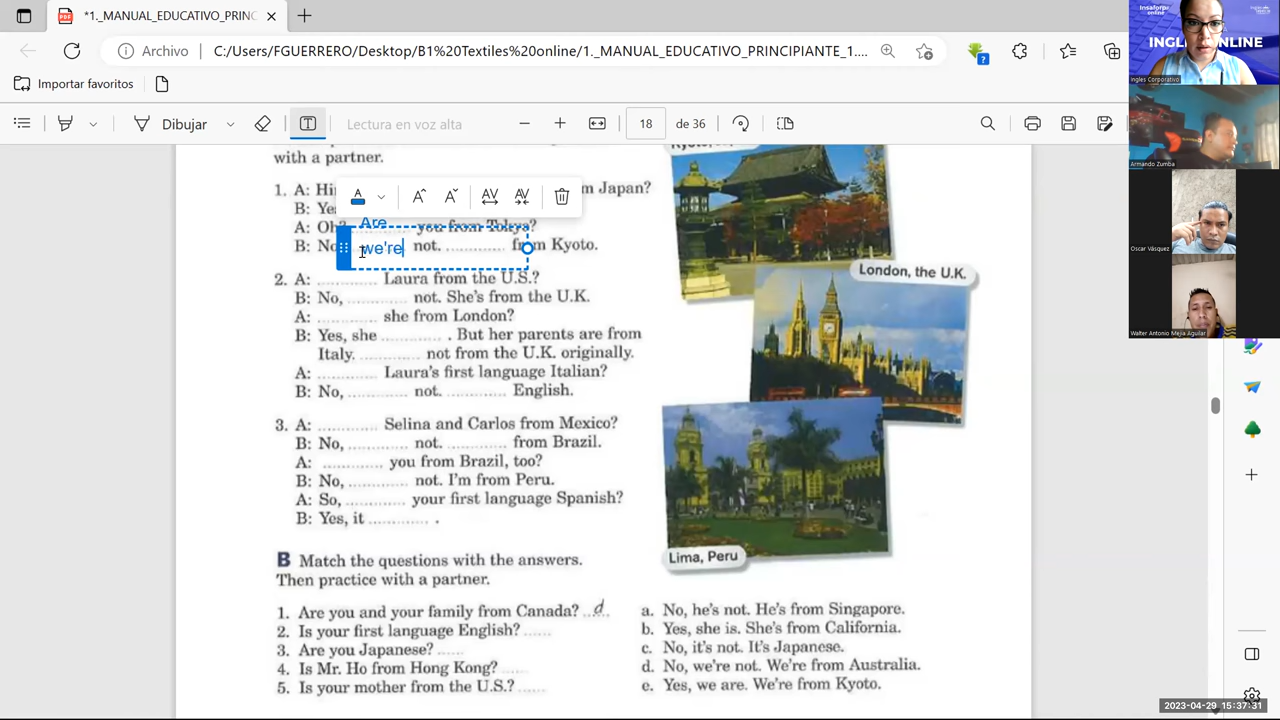 *1_MANUAL_EDUCATIVO_PRINC
Archivo
C:/Users/FGUERRERO/Desktop/B1%20Textiles%20online/1._MANUAL_EDUCATIVO_PRINCIPIANTE_1....
Importar favoritos
Dibujar
Lectura en voz alta
18
de 36
with a partner.
1. A: Hi m Japan?
B: Ye
A: Oh? Are you from Tokyo?
B: No we're not. ............ from Kyoto.
2. A: ............ Laura from the U.S.?
B: No, ............ not. She's from the U.K.
A: ............ she from London?
B: Yes, she ............ . But her parents are from
Italy. ............ not from the U.K. originally.
A: ............ Laura's first language Italian?
B: No, ............ not. ............ English.
3. A: ............ Selina and Carlos from Mexico?
B: No, ............ not. ............ from Brazil.
A: ............ you from Brazil, too?
B: No, ............ not. I'm from Peru.
A: So, ............ your first language Spanish?
B: Yes, it ............ .
London, the U.K.
Lima, Peru
B Match the questions with the answers.
Then practice with a partner.
1. Are you and your family from Canada? ..d..
2. Is your first language English? ......
3. Are you Japanese? ......
4. Is Mr. Ho from Hong Kong? ......
5. Is your mother from the U.S.? ......
a. No, he's not. He's from Singapore.
b. Yes, she is. She's from California.
c. No, it's not. It's Japanese.
d. No, we're not. We're from Australia.
e. Yes, we are. We're from Kyoto.
Insaforp
online
INGL ONLINE
Ingles Corporativo
Armando Zumba
Oscar Vásquez
Walter Antonio Mejia Aguilar
2023-04-29 15:37:31